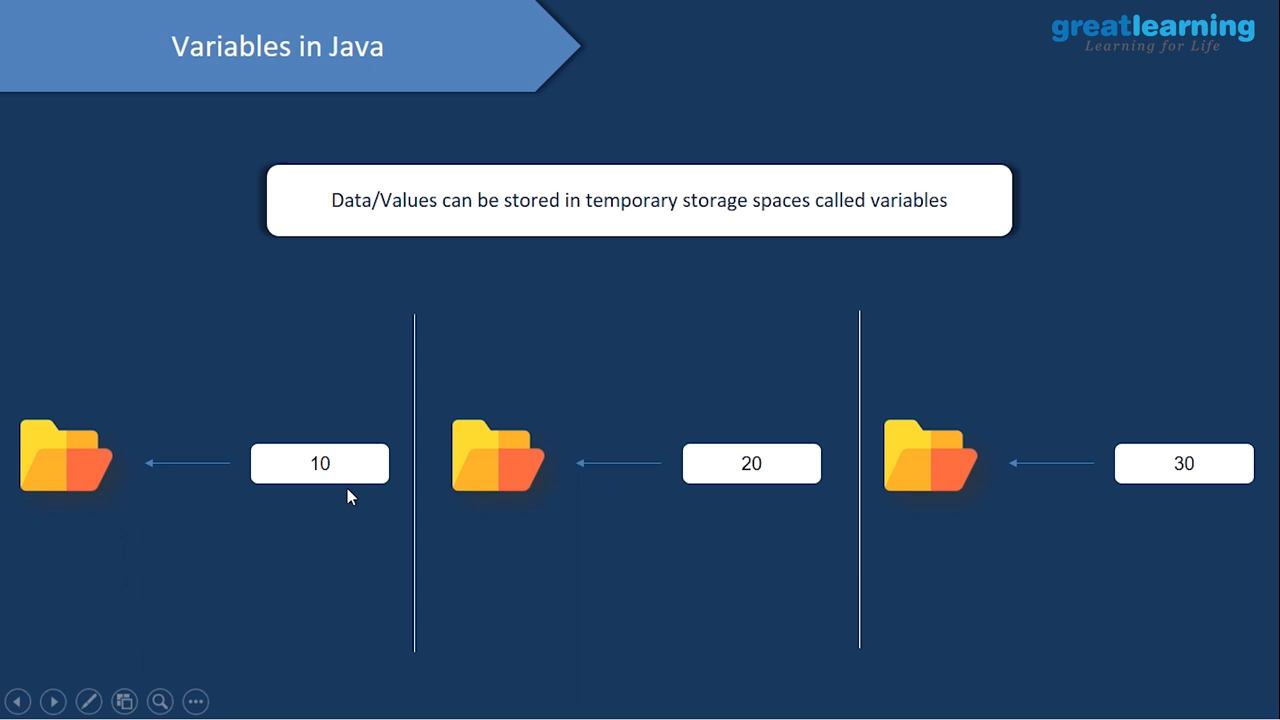 Variables in Java
greatlearning
Learning for Life
Data/Values can be stored in temporary storage spaces called variables
10
20
30